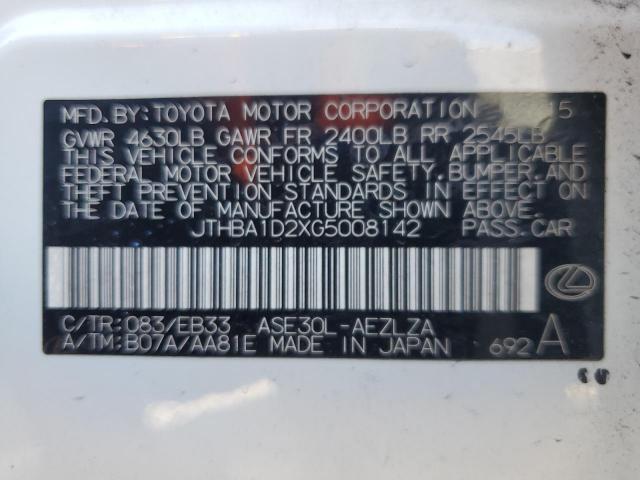 MFD. BY: TOYOTA MOTOR CORPORATION 15
GVWR 4630LB GAWR FR 2400LB RR 2545LB
THIS VEHICLE CONFORMS TO ALL APPLICABLE
FEDERAL MOTOR VEHICLE SAFETY, BUMPER, AND
THEFT PREVENTION STANDARDS IN EFFECT ON
THE DATE OF MANUFACTURE SHOWN ABOVE.
JTHBA1D2XG5008142 PASS.CAR
C/TR: 083/EB33 ASE30L-AEZLZA
A/TM: B07A/AA81E MADE IN JAPAN 692 A